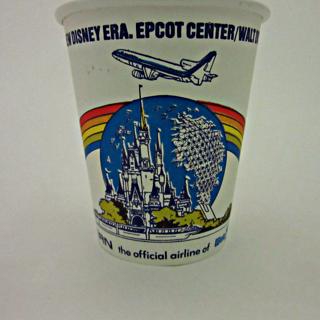 DISNEY ERA. EPCOT CENTER/WALT
the official airline of